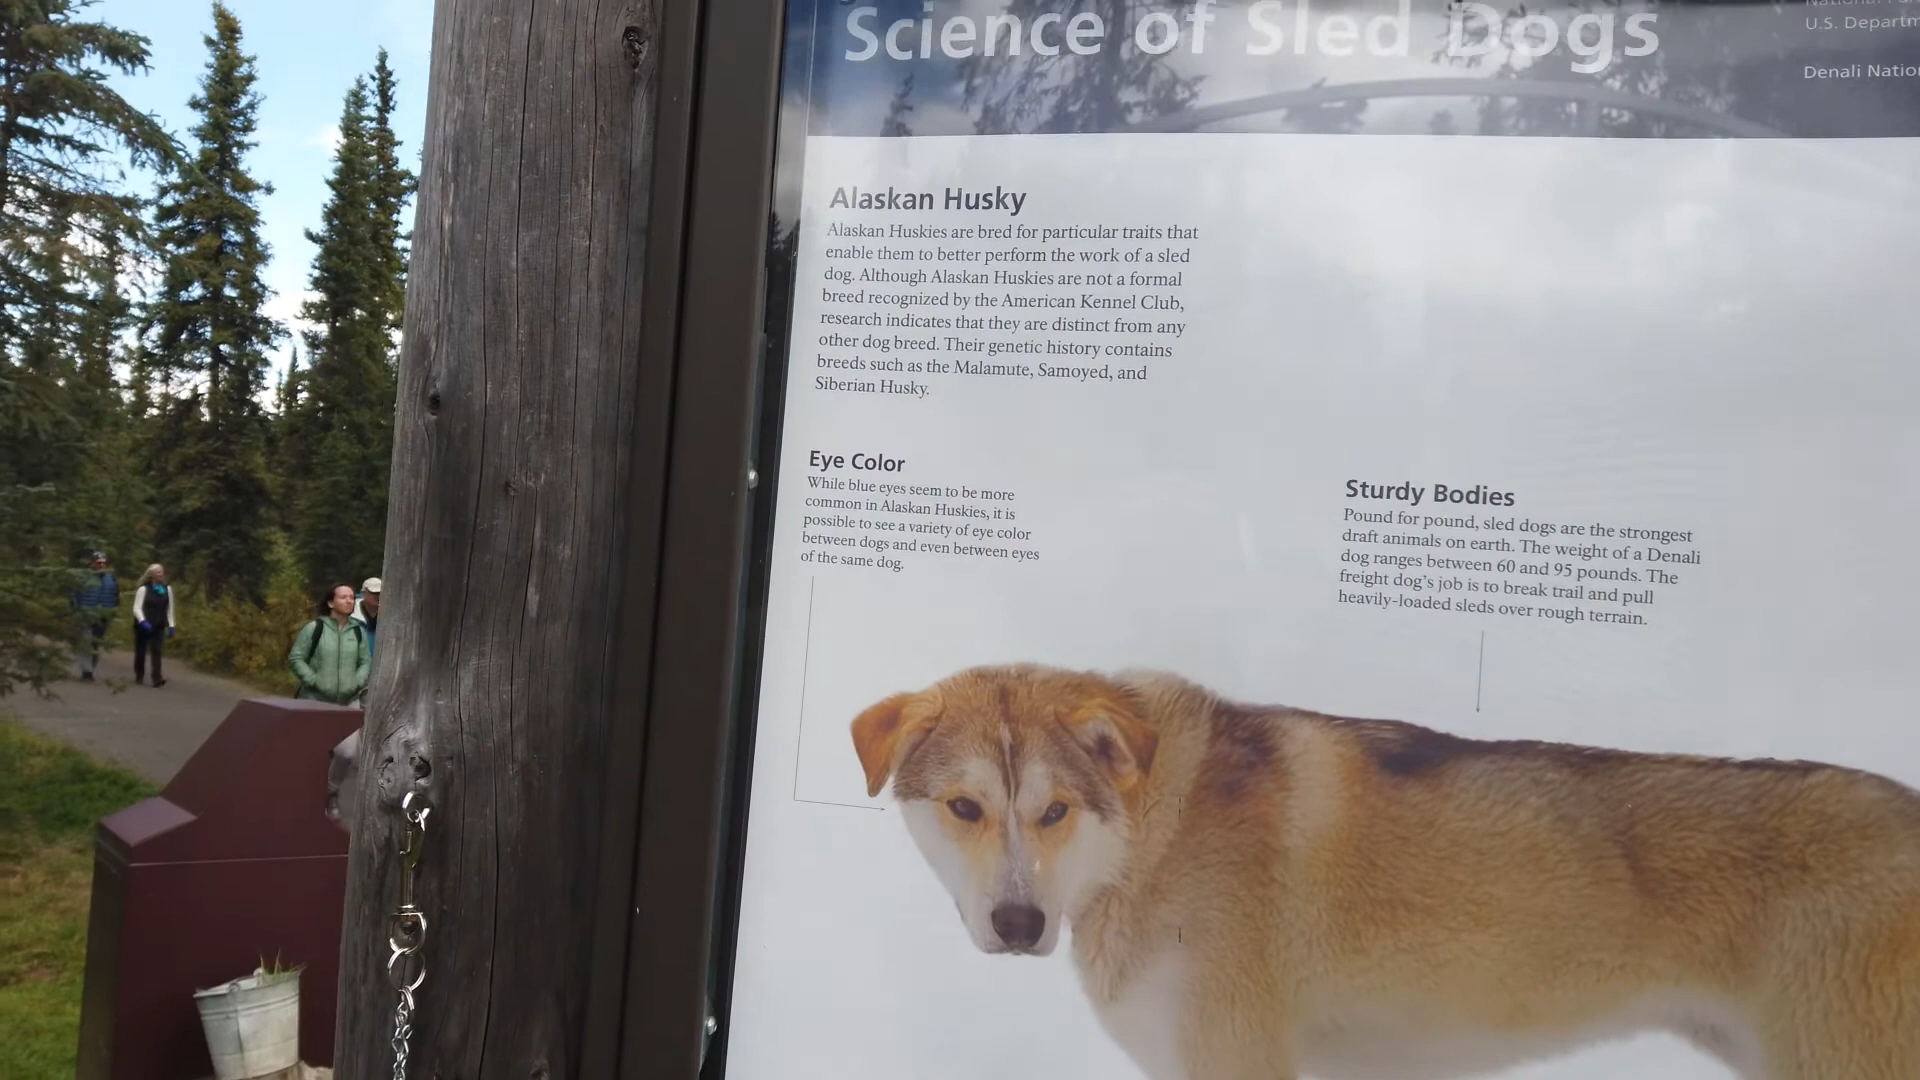 Science of Sled Dogs
U.S.
Denali
Alaskan Husky
Alaskan Huskies are bred for particular traits that
enable them to better perform the work of a sled
dog. Although Alaskan Huskies are not a formal
breed recognized by the American Kennel Club,
research indicates that they are distinct from any
other dog breed. Their genetic history contains
breeds such as the Malamute, Samoyed, and
Siberian Husky.
Eye Color
While blue eyes seem to be more
common in Alaskan Huskies, it is
possible to see a variety of eye color
between dogs and even between eyes
of the same dog.
Sturdy Bodies
Pound for pound, sled dogs are the strongest
draft animals on earth. The weight of a Denali
dog ranges between 60 and 95 pounds. The
freight dog's job is to break trail and pull
heavily-loaded sleds over rough terrain.